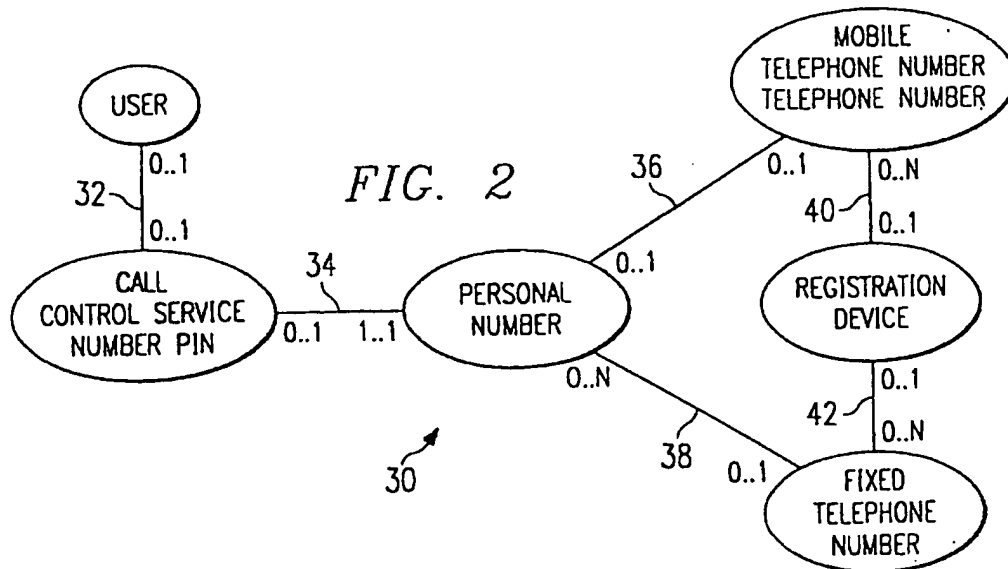 MOBILE
TELEPHONE NUMBER
TELEPHONE NUMBER
USER
0..1
32
0..1
FIG. 2
36
0..1
0..N
40
0..1
CALL
CONTROL SERVICE
NUMBER PIN
34
0..1
1..1
PERSONAL
NUMBER
0..1
0..N
REGISTRATION
DEVICE
0..1
42
0..N
30
38
0..1
FIXED
TELEPHONE
NUMBER